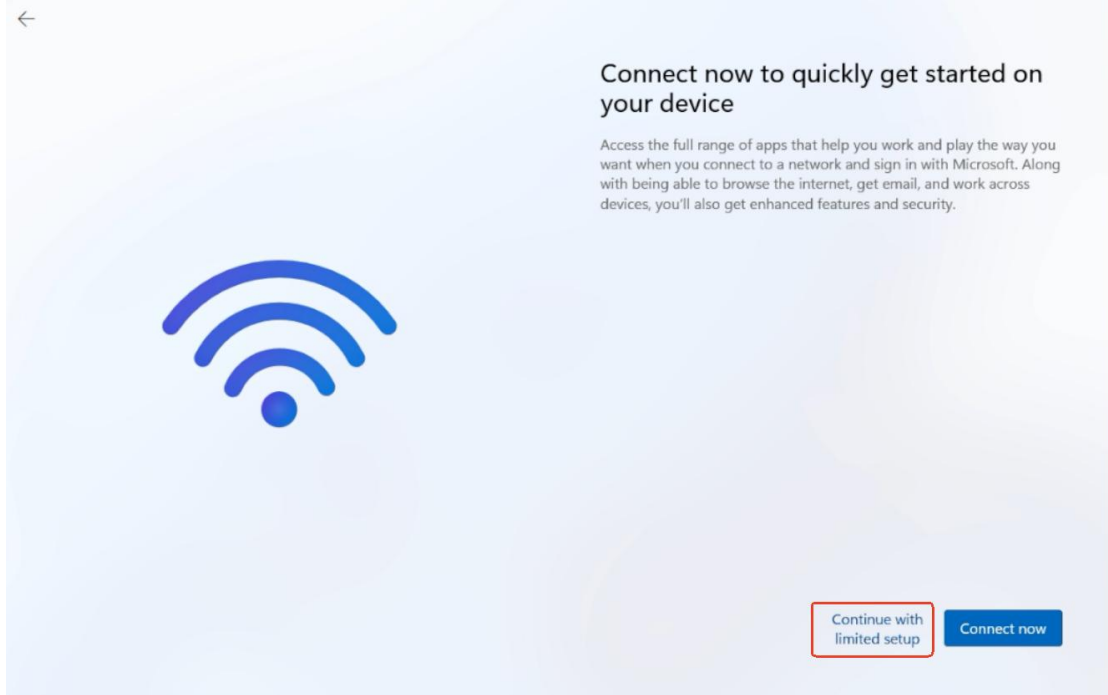 Connect now to quickly get started on
your device
Access the full range of apps that help you work and play the way you
want when you connect to a network and sign in with Microsoft. Along
with being able to browse the internet, get email, and work across
devices, you'll also get enhanced features and security.
Continue with
limited setup
Connect now